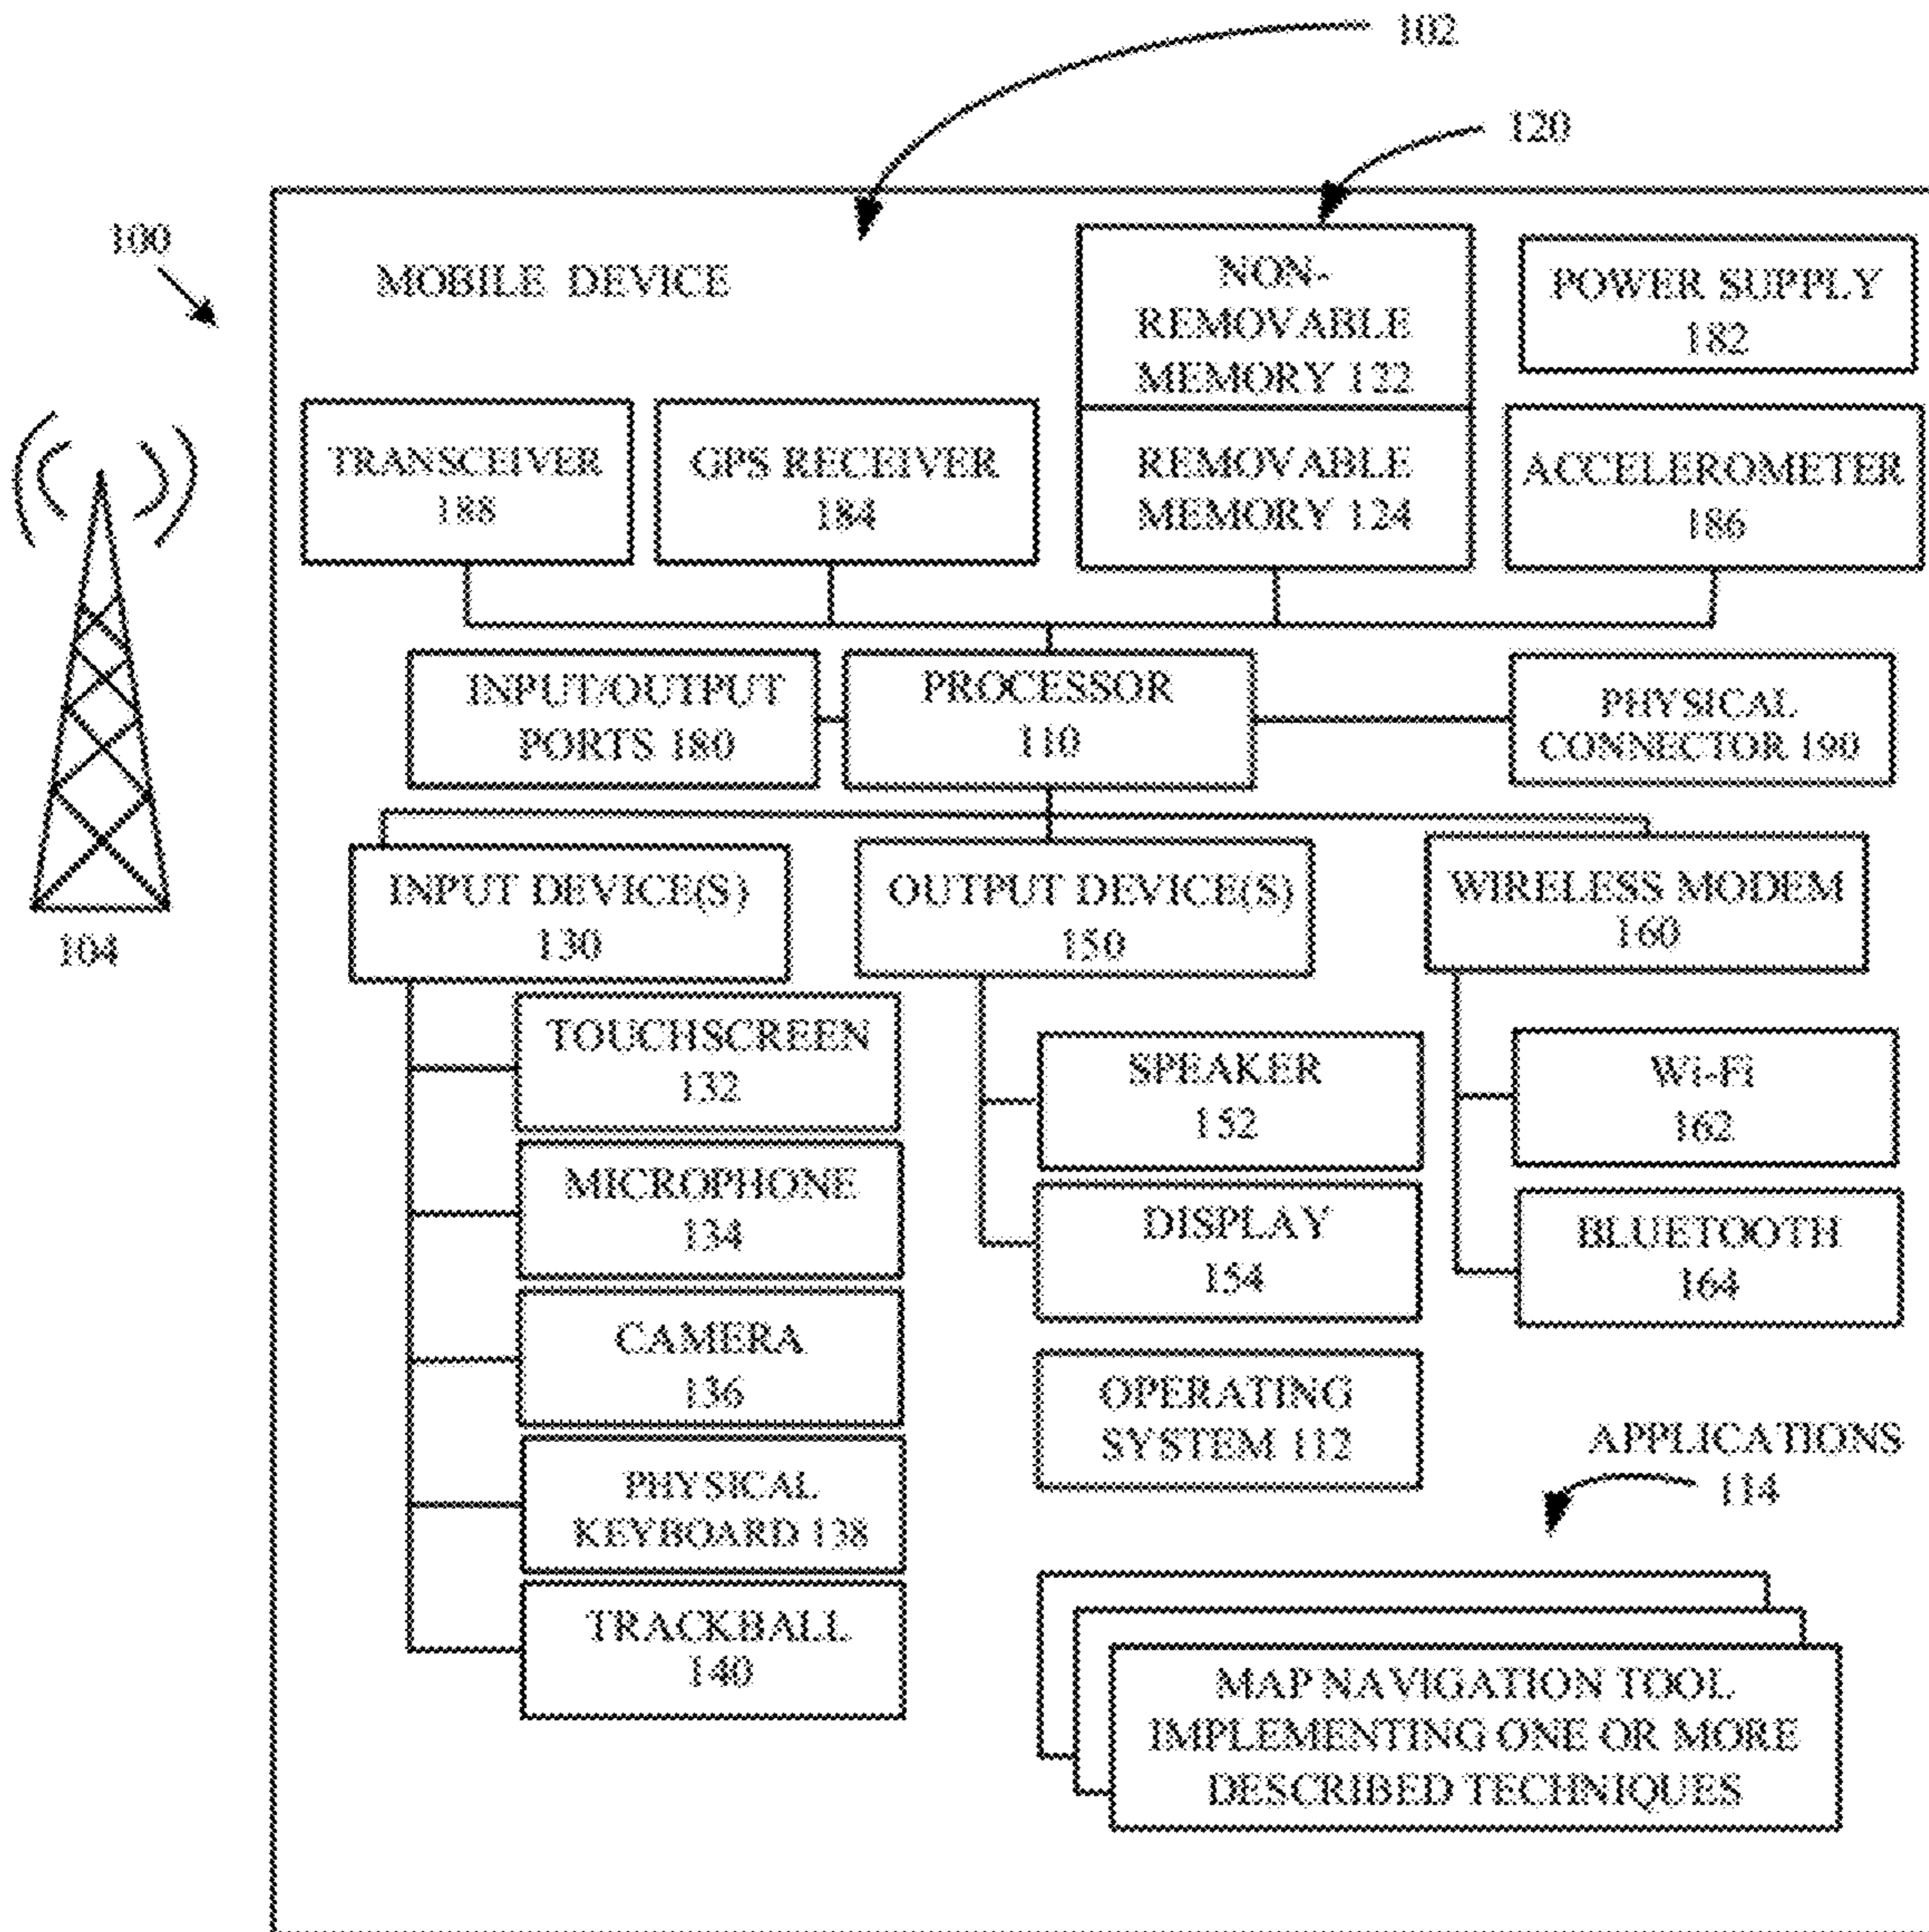 102
120
100
MOBILE DEVICE
NON-
REMOVABLE
MEMORY 122
POWER SUPPLY
182
TRANSCEIVER
188
GPS RECEIVER
184
REMOVABLE
MEMORY 124
ACCELEROMETER
186
INPUT/OUTPUT
PORTS 180
PROCESSOR
110
PHYSICAL
CONNECTOR 190
104
INPUT DEVICE(S)
130
OUTPUT DEVICE(S)
150
WIRELESS MODEM
160
TOUCHSCREEN
132
MICROPHONE
134
CAMERA
136
PHYSICAL
KEYBOARD 138
TRACKBALL
140
SPEAKER
152
DISPLAY
154
Wi-Fi
162
BLUETOOTH
164
OPERATING
SYSTEM 112
APPLICATIONS
114
MAP NAVIGATION TOOL
IMPLEMENTING ONE OR MORE
DESCRIBED TECHNIQUES